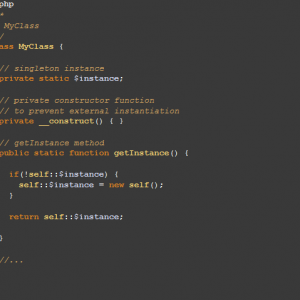 php
*
MyClass
/
ass MyClass {
// singleton instance
private static $instance;
// private constructor function
// to prevent external instantiation
private __construct() { }
// getInstance method
public static function getInstance() {
if(!self::$instance) {
self::$instance = new self();
}
return self::$instance;
}
//...